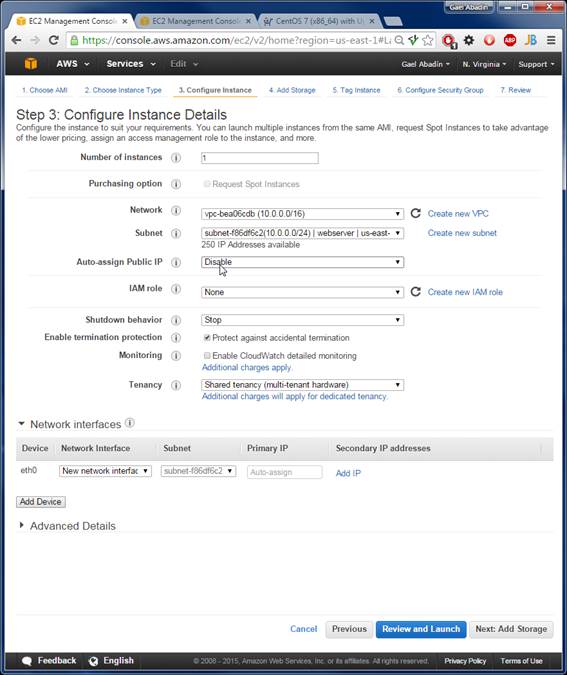 Gael Abadin
EC2 Management Console
EC2 Management Console
CentOS 7 (x86_64) with Up
https://console.aws.amazon.com/ec2/v2/home?region=us-east-1#La
1
ABP
JB
AWS Services Edit Gael Abadín N. Virginia Support
1. Choose AMI 2. Choose Instance Type 3. Configure Instance 4. Add Storage 5. Tag Instance 6. Configure Security Group 7. Review
Step 3: Configure Instance Details
Configure the instance to suit your requirements. You can launch multiple instances from the same AMI, request Spot Instances to take advantage
of the lower pricing, assign an access management role to the instance, and more.
Number of instances 1
Purchasing option Request Spot Instances
Network vpc-bea06cdb (10.0.0.0/16) Create new VPC
Subnet subnet-f86df6c2(10.0.0.0/24) | webserver | us-east- Create new subnet
250 IP Addresses available
Auto-assign Public IP Disable
IAM role None Create new IAM role
Shutdown behavior Stop
Enable termination protection Protect against accidental termination
Monitoring Enable CloudWatch detailed monitoring
Additional charges apply.
Tenancy Shared tenancy (multi-tenant hardware)
Additional charges will apply for dedicated tenancy.
Network interfaces
Device Network Interface Subnet Primary IP Secondary IP addresses
eth0 New network interfac subnet-f86df6c2 Auto-assign Add IP
Add Device
Advanced Details
Cancel Previous Review and Launch Next: Add Storage
Feedback English © 2008 - 2015, Amazon Web Services, Inc. or its affiliates. All rights reserved. Privacy Policy Terms of Use